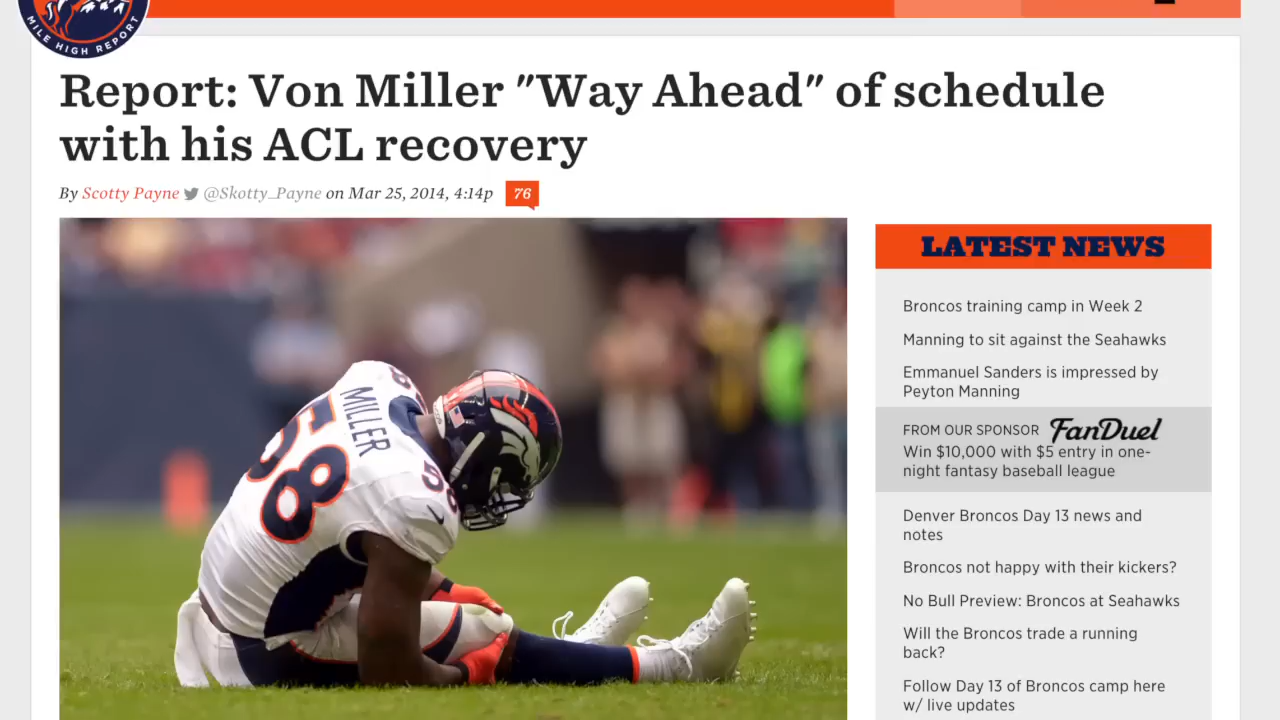 MILE HIGH REPORT
Report: Von Miller "Way Ahead" of schedule
with his ACL recovery
By Scotty Payne @Skotty_Payne on Mar 25, 2014, 4:14p 76
MILLER
58
58
LATEST NEWS
Broncos training camp in Week 2
Manning to sit against the Seahawks
Emmanuel Sanders is impressed by
Peyton Manning
FROM OUR SPONSOR FanDuel
Win $10,000 with $5 entry in one-
night fantasy baseball league
Denver Broncos Day 13 news and
notes
Broncos not happy with their kickers?
No Bull Preview: Broncos at Seahawks
Will the Broncos trade a running
back?
Follow Day 13 of Broncos camp here
w/ live updates